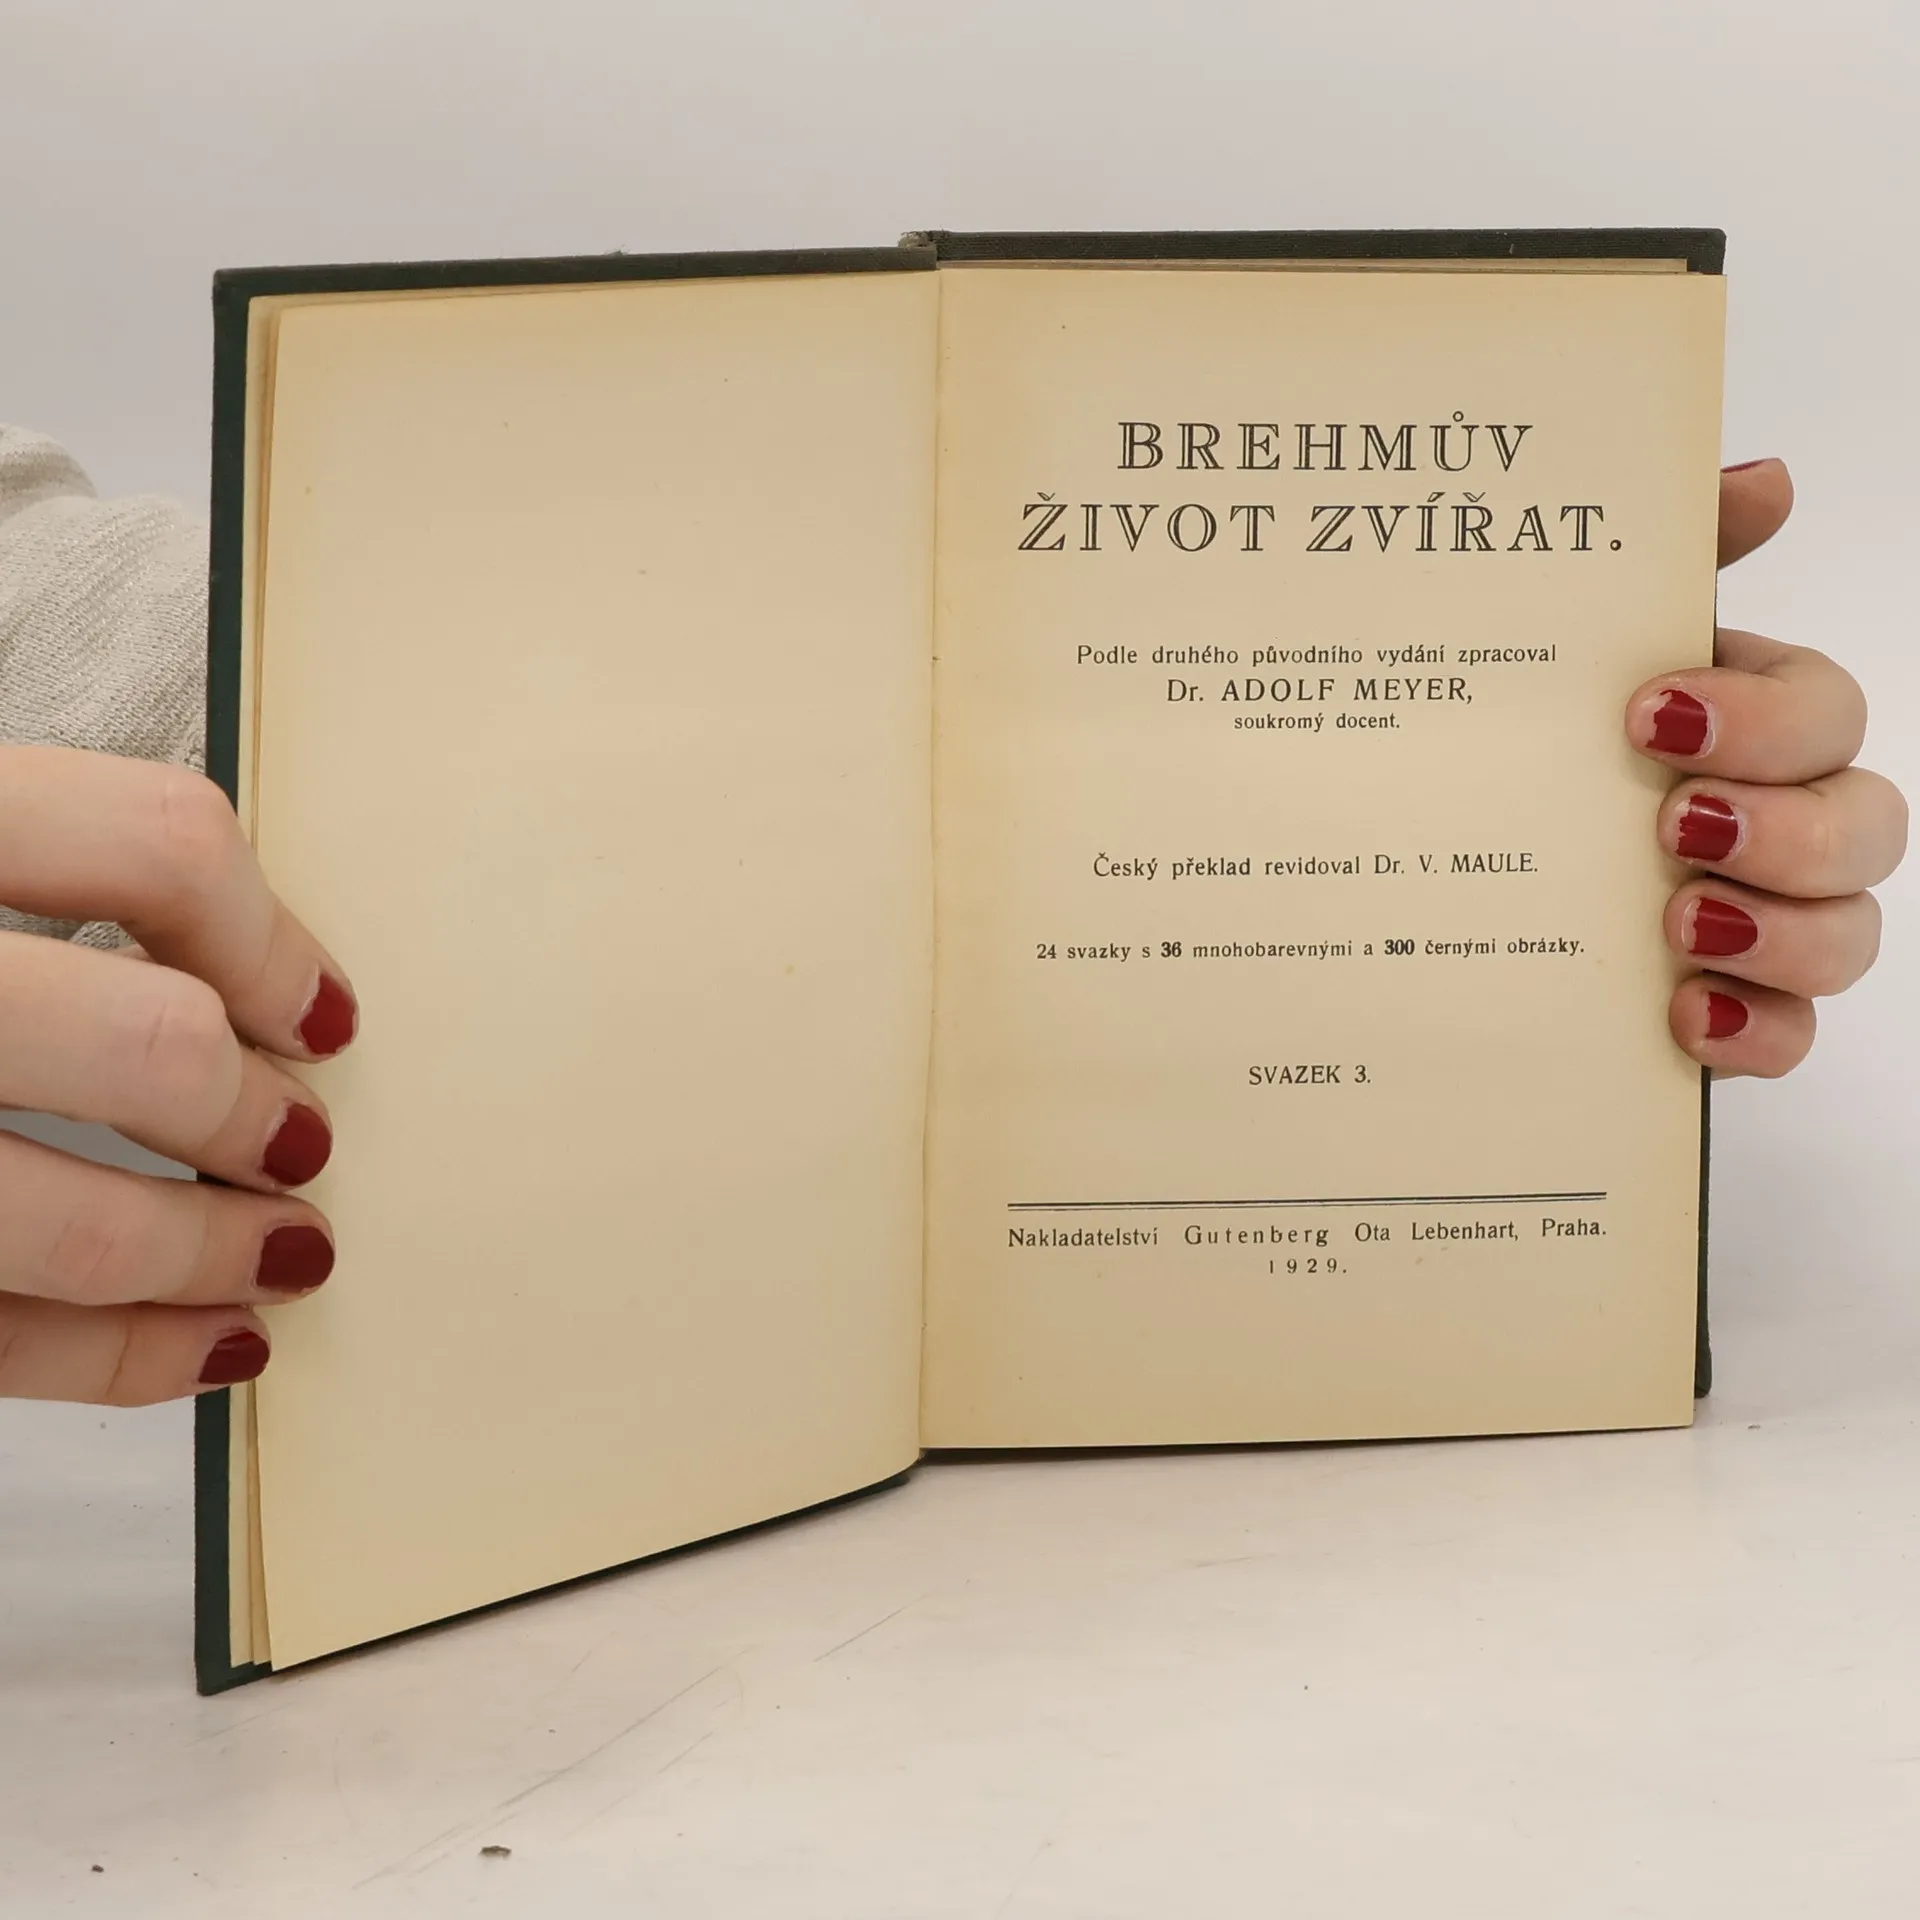 BREHMŮV
ŽIVOT ZVÍŘAT.
Podle druhého původního vydání zpracoval
Dr. ADOLF MEYER,
soukromý docent.
Český překlad revidoval Dr. V. MAULE.
24 svazky s 36 mnohobarevnými a 300 černými obrázky.
SVAZEK 3.
Nakladatelství Gutenberg Ota Lebenhart, Praha.
1929.